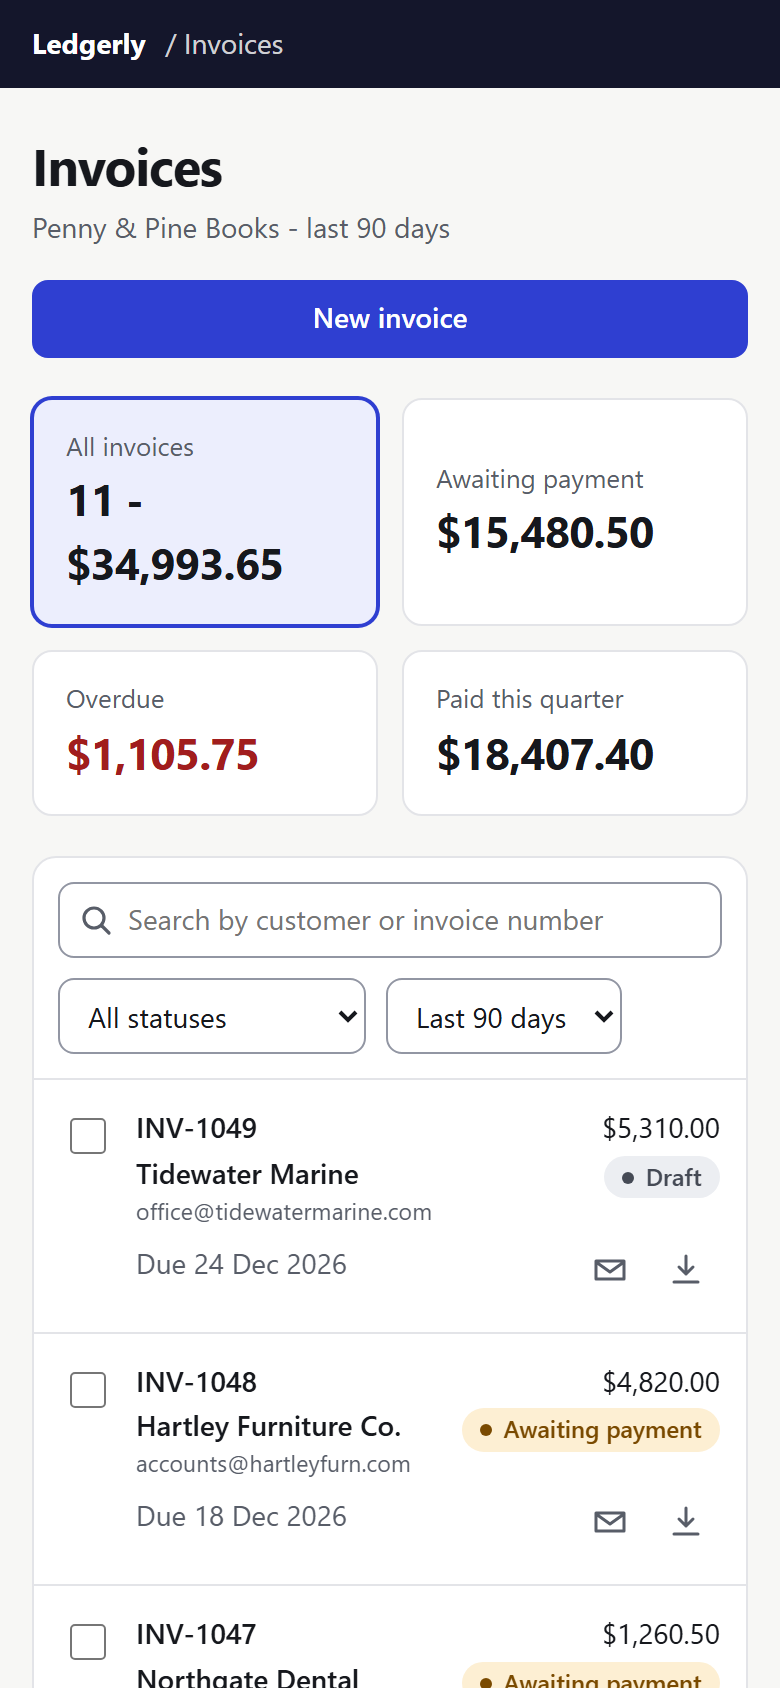 Ledgerly / Invoices
Invoices
Penny & Pine Books - last 90 days
New invoice
All invoices
11 -
$34,993.65
Awaiting payment
$15,480.50
Overdue
$1,105.75
Paid this quarter
$18,407.40
Search by customer or invoice number
All statuses
Last 90 days
INV-1049
$5,310.00
Tidewater Marine
Draft
office@tidewatermarine.com
Due 24 Dec 2026
INV-1048
$4,820.00
Hartley Furniture Co.
Awaiting payment
accounts@hartleyfurn.com
Due 18 Dec 2026
INV-1047
$1,260.50
Northgate Dental
Awaiting payment